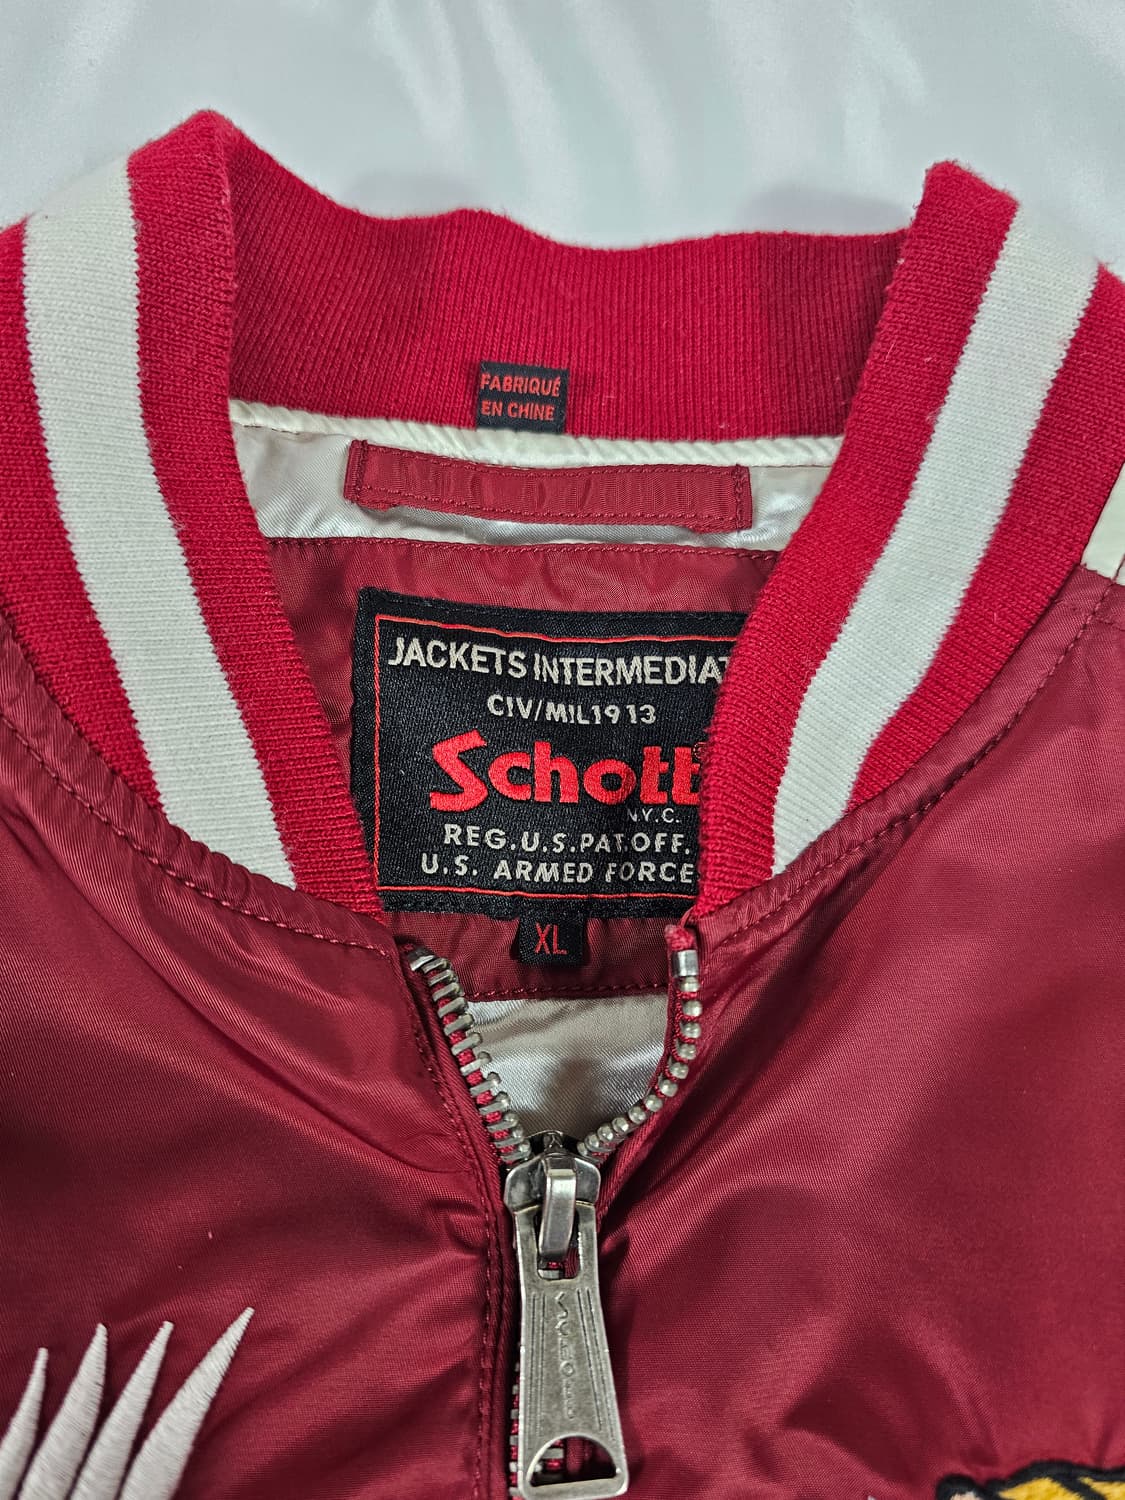 FABRIQUÉ
EN CHINE
JACKETS INTERMEDIAT
CIV/MIL1913
Schott
N.Y.C.
REG.U.S.PAT.OFF.
U.S. ARMED FORCE
XL